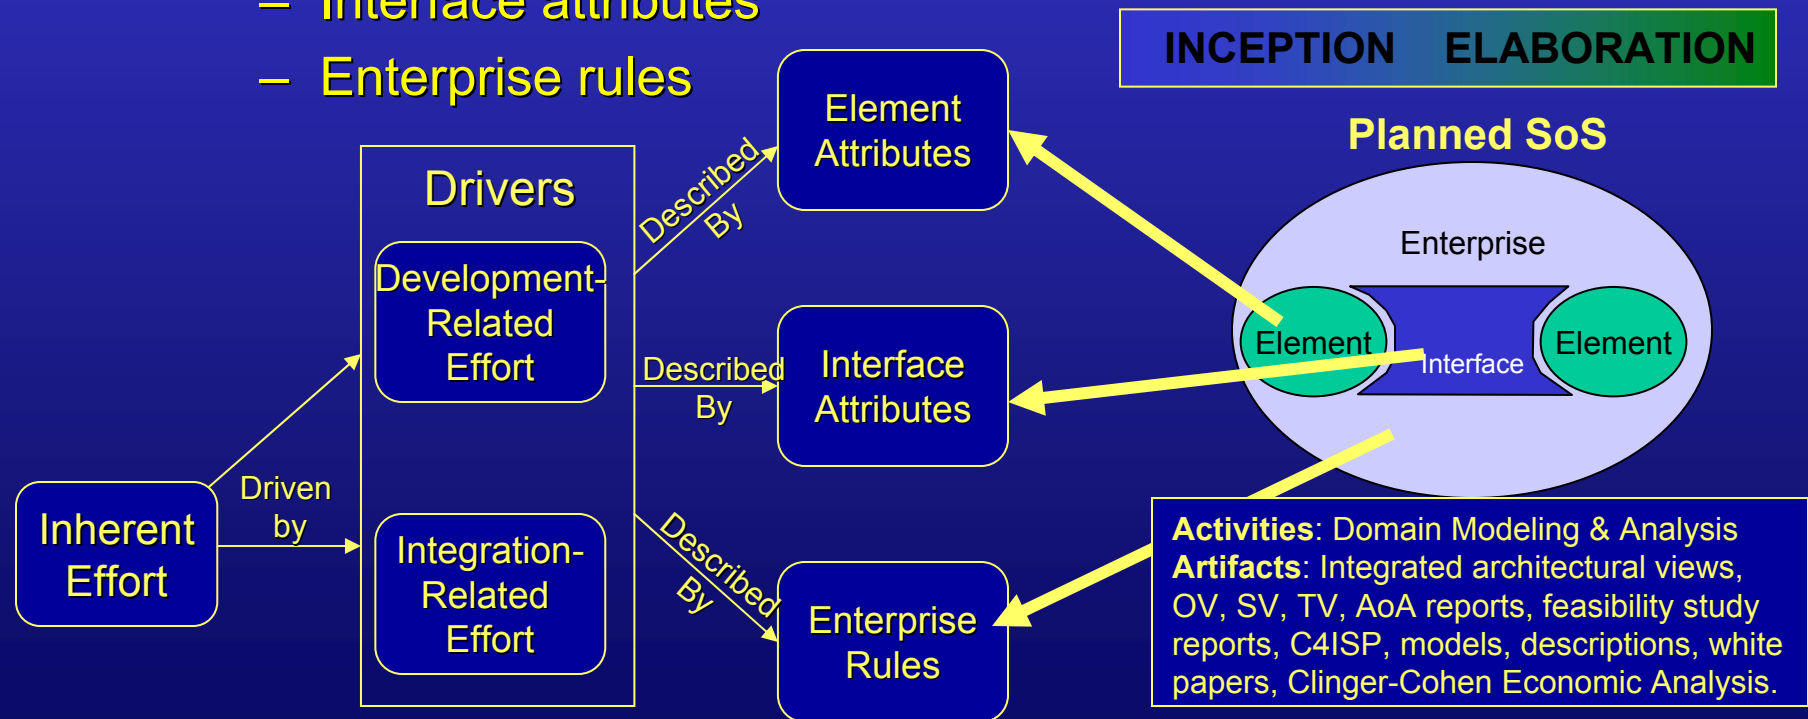 – Interface attributes
– Enterprise rules
INCEPTION ELABORATION
Planned SoS
Enterprise
Element
Interface
Element
Element
Attributes
Interface
Attributes
Enterprise
Rules
Described
By
Described
By
Described
By
Drivers
Development-
Related
Effort
Integration-
Related
Effort
Driven
by
Inherent
Effort
Activities: Domain Modeling & Analysis
Artifacts: Integrated architectural views,
OV, SV, TV, AoA reports, feasibility study
reports, C4ISP, models, descriptions, white
papers, Clinger-Cohen Economic Analysis.